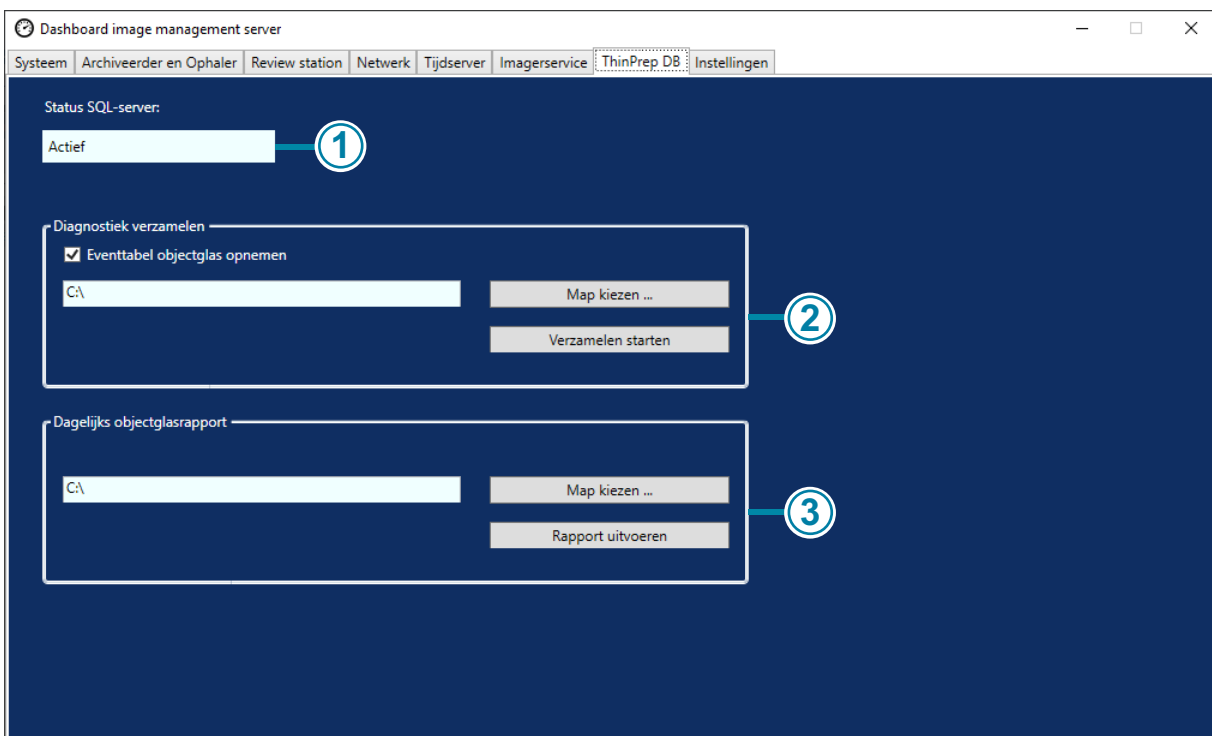 Dashboard image management server
Systeem Archiveerder en Ophaler Review station Netwerk Tijdserver Imagerservice ThinPrep DB Instellingen
Status SQL-server:
Actief
1
Diagnostiek verzamelen
Eventtabel objectglas opnemen
C:\ Map kiezen ...
2
Verzamelen starten
Dagelijks objectglasrapport
C:\ Map kiezen ...
3
Rapport uitvoeren